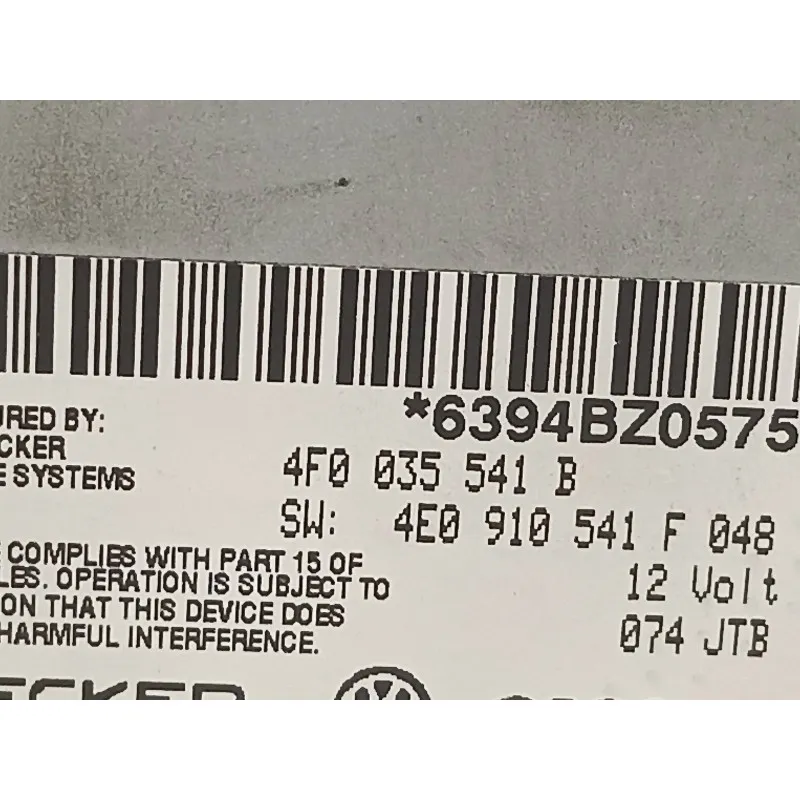 *6394BZ0575
URED BY:
CKER
E SYSTEMS
4F0 035 541 B
SW: 4E0 910 541 F 048
COMPLIES WITH PART 15 OF
LES. OPERATION IS SUBJECT TO
ON THAT THIS DEVICE DOES
HARMFUL INTERFERENCE.
12 Volt
074 JTB
ECKER